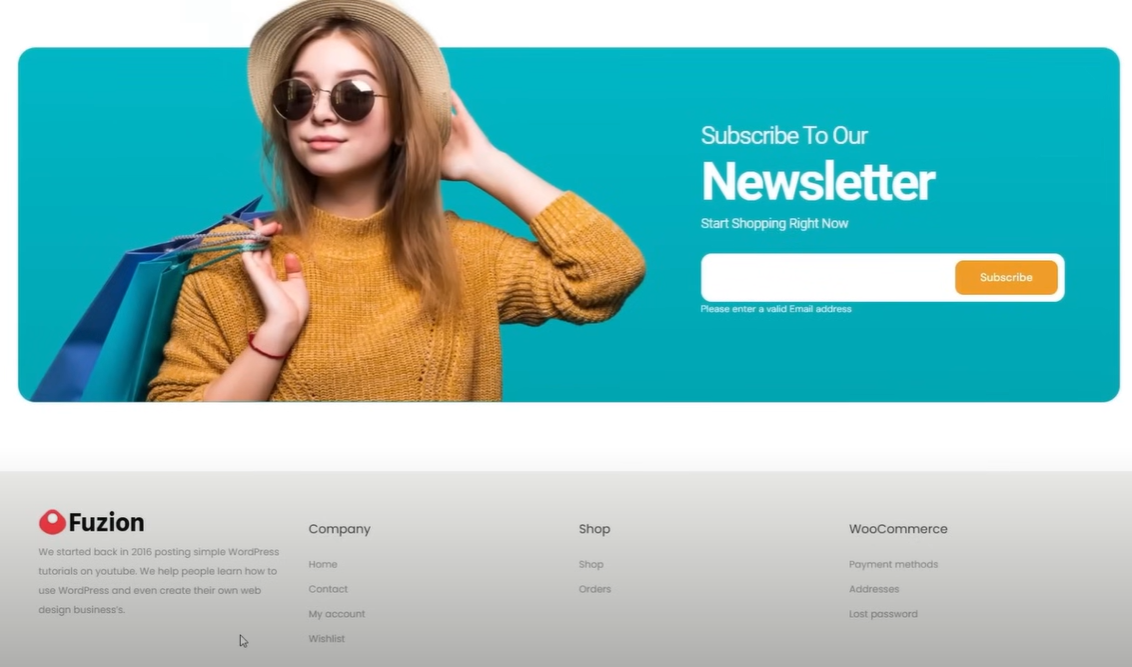 Subscribe To Our
Newsletter
Start Shopping Right Now
Subscribe
Please enter a valid Email address
Fuzion
We started back in 2016 posting simple WordPress
tutorials on youtube. We help people learn how to
use WordPress and even create their own web
design business's.
Company
Home
Contact
My account
Wishlist
Shop
Shop
Orders
WooCommerce
Payment methods
Addresses
Lost password